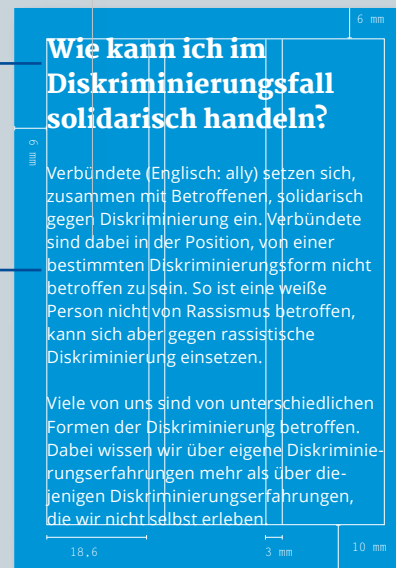 6 mm
Wie kann ich im
Diskriminierungsfall
solidarisch handeln?
6 mm
Verbündete (Englisch: ally) setzen sich,
zusammen mit Betroffenen, solidarisch
gegen Diskriminierung ein. Verbündete
sind dabei in der Position, von einer
bestimmten Diskriminierungsform nicht
betroffen zu sein. So ist eine weiße
Person nicht von Rassismus betroffen,
kann sich aber gegen rassistische
Diskriminierung einsetzen.
Viele von uns sind von unterschiedlichen
Formen der Diskriminierung betroffen.
Dabei wissen wir über eigene Diskriminie-
rungserfahrungen mehr als über die-
jenigen Diskriminierungserfahrungen,
die wir nicht selbst erleben.
18,6
3 mm
10 mm